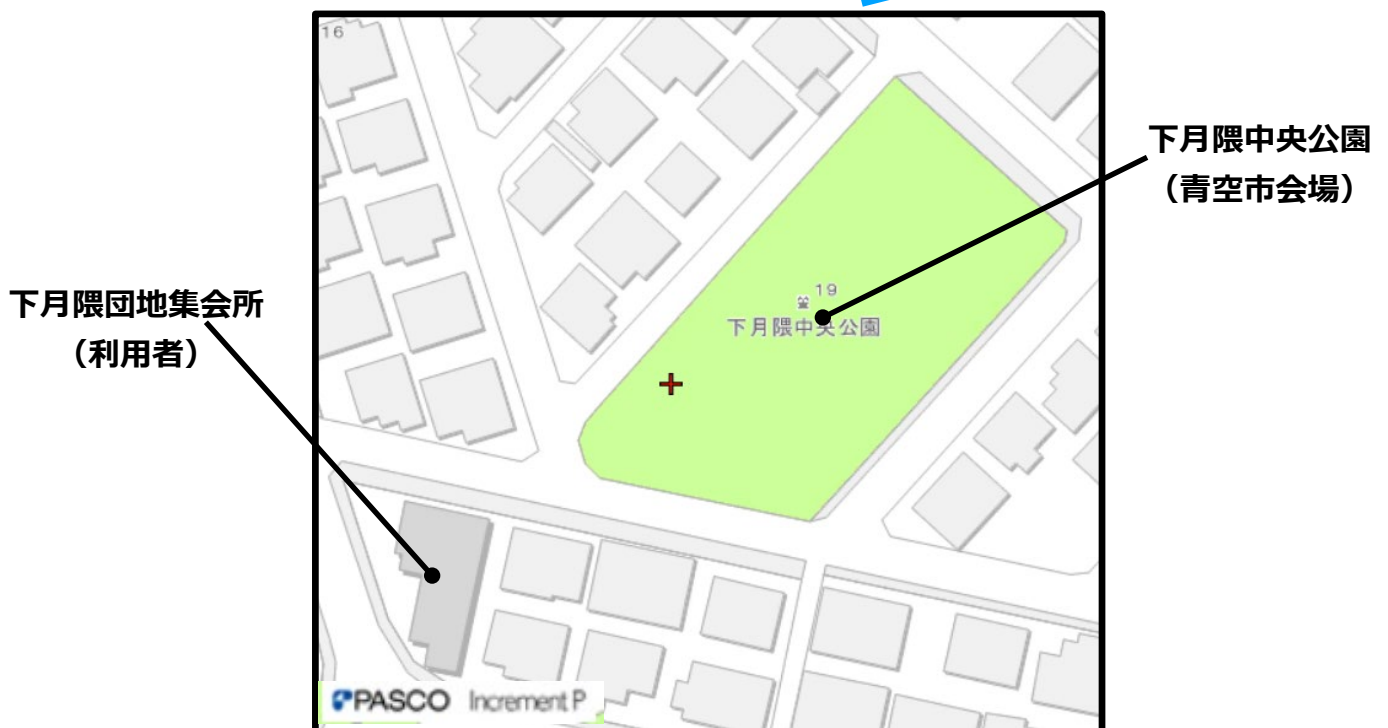 16
下月隈中央公園
（青空市会場）
19
下月隈中央公園
下月隈団地集会所
（利用者）
PASCO Increment P